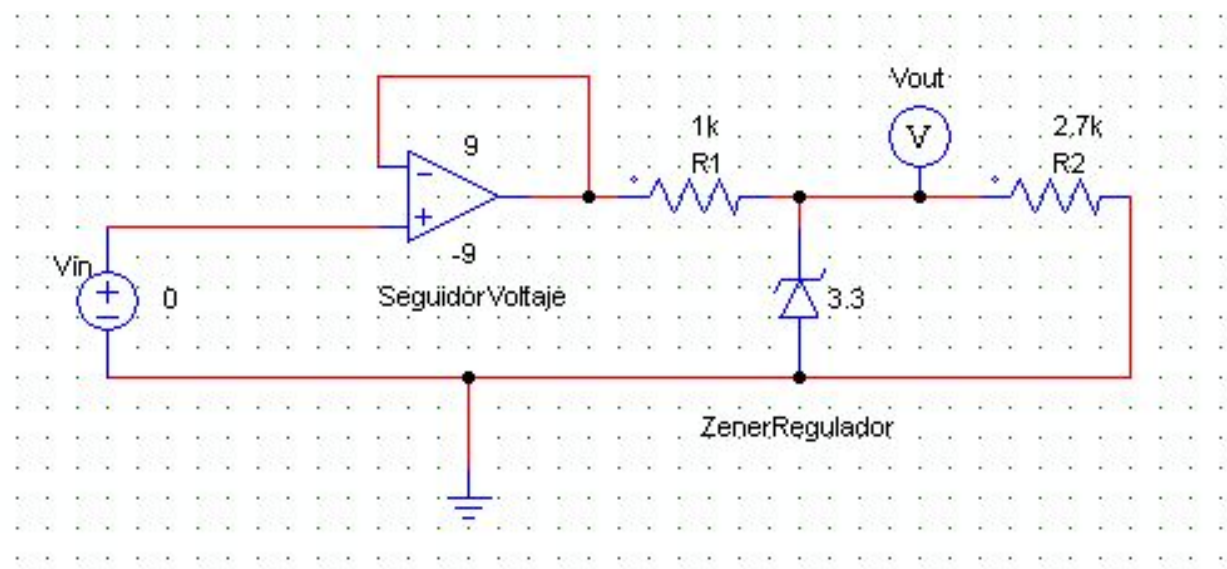 Vout
V
1k
R1
2,7k
R2
9
-
+
-9
Vin
+
-
0
SeguidorVoltaje
3.3
ZenerRegulador